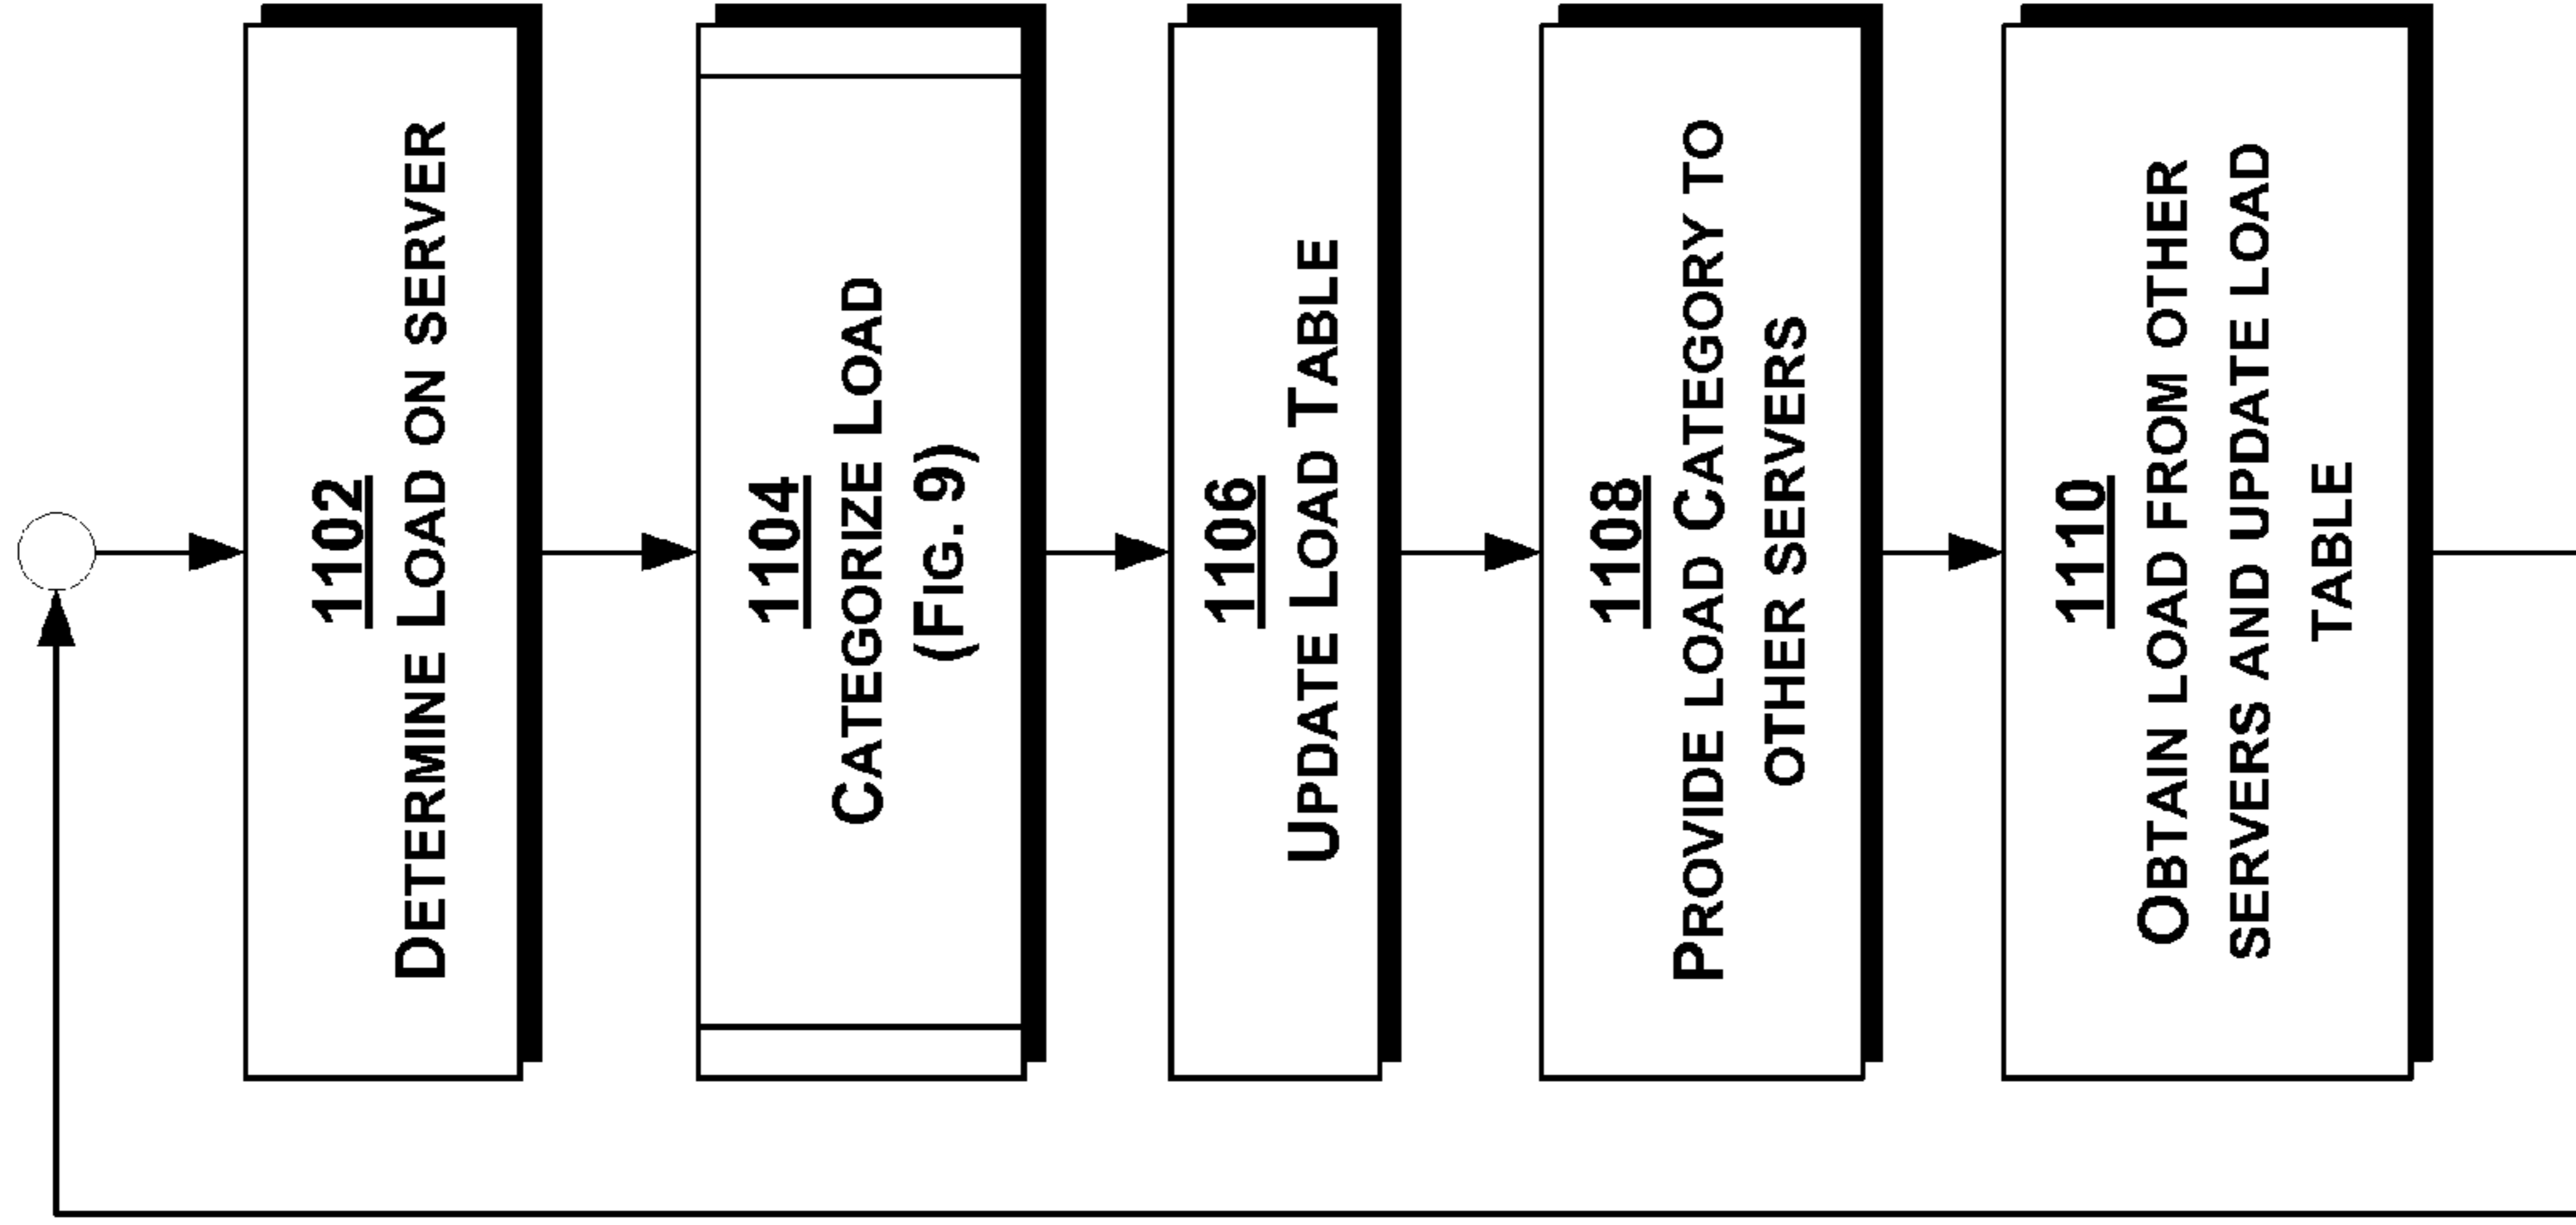 1102
DETERMINE LOAD ON SERVER
1104
CATEGORIZE LOAD
(FIG. 9)
1106
UPDATE LOAD TABLE
1108
PROVIDE LOAD CATEGORY TO
OTHER SERVERS
1110
OBTAIN LOAD FROM OTHER
SERVERS AND UPDATE LOAD
TABLE